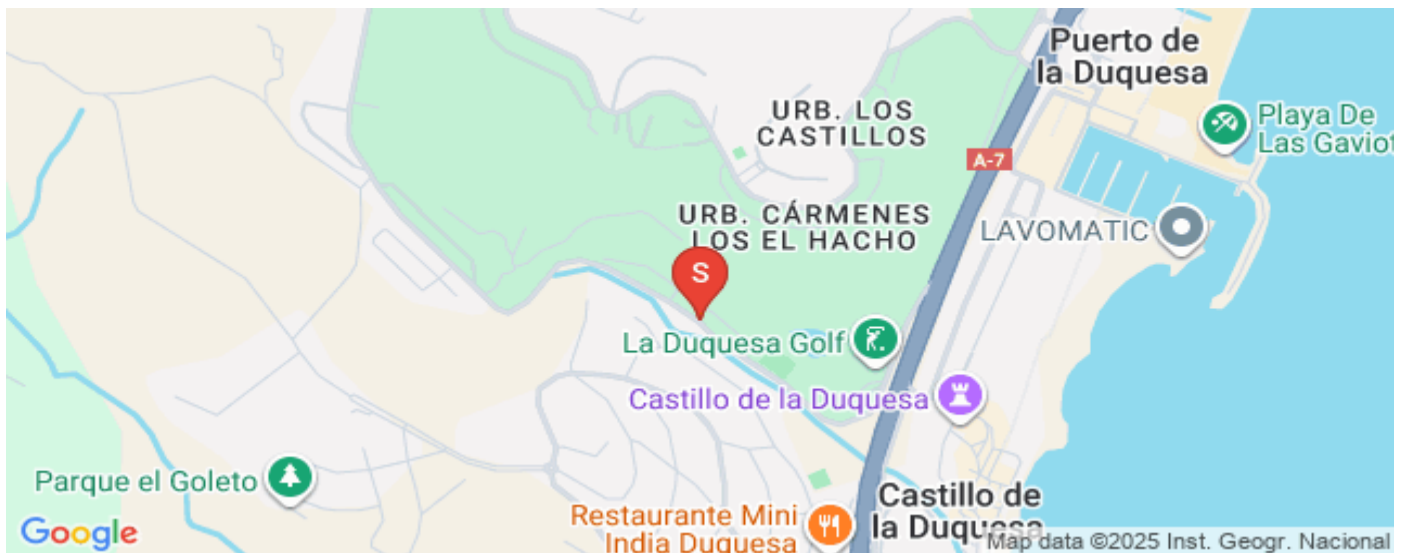 Puerto de
la Duquesa
URB. LOS
CASTILLOS
Playa De
Las Gaviot
A-7
URB. CÁRMENES
LOS EL HACHO
LAVOMATIC
S
La Duquesa Golf
Castillo de la Duquesa
Parque el Goleto
Castillo de
la Duquesa
Restaurante Mini
India Duquesa
Google
Map data ©2025 Inst. Geogr. Nacional